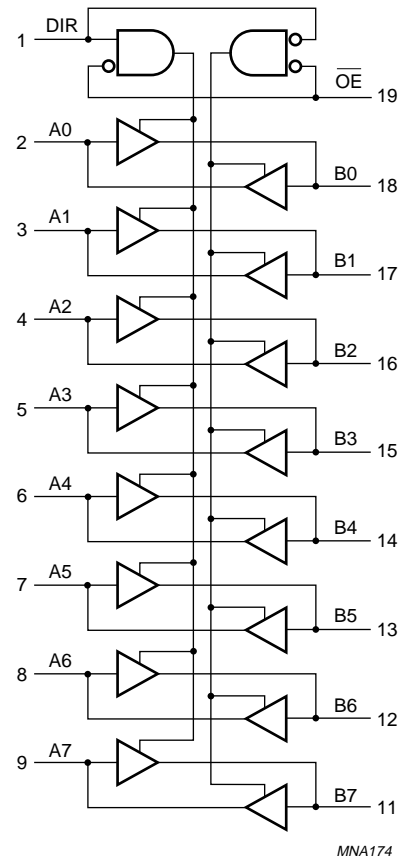 1 DIR
O̅E̅ 19
2 A0
B0 18
3 A1
B1 17
4 A2
B2 16
5 A3
B3 15
6 A4
B4 14
7 A5
B5 13
8 A6
B6 12
9 A7
B7 11
MNA174